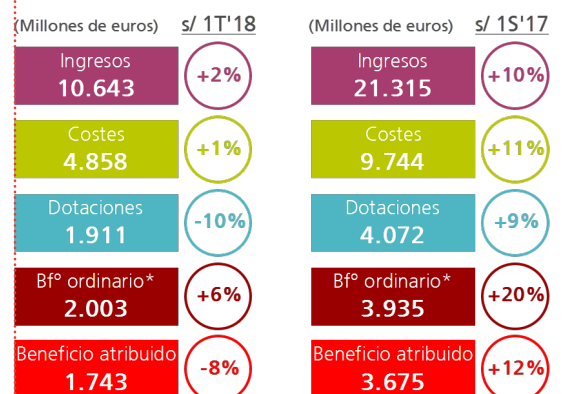 (Millones de euros) s/ 1T'18
Ingresos
10.643
+2%
Costes
4.858
+1%
Dotaciones
1.911
-10%
Bfº ordinario*
2.003
+6%
Beneficio atribuido
1.743
-8%
(Millones de euros) s/ 1S'17
Ingresos
21.315
+10%
Costes
9.744
+11%
Dotaciones
4.072
+9%
Bfº ordinario*
3.935
+20%
Beneficio atribuido
3.675
+12%